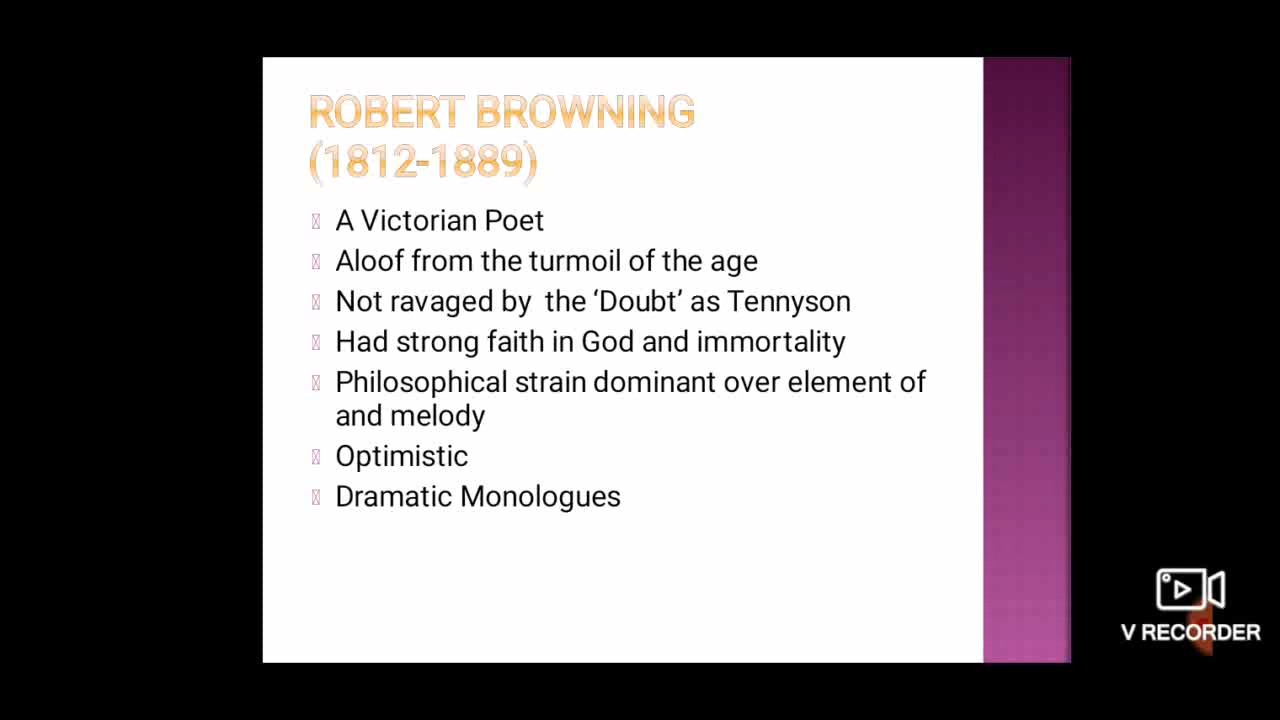 ROBERT BROWNING
(1812-1889)
A Victorian Poet
Aloof from the turmoil of the age
Not ravaged by the ‘Doubt’ as Tennyson
Had strong faith in God and immortality
Philosophical strain dominant over element of
and melody
Optimistic
Dramatic Monologues
V RECORDER